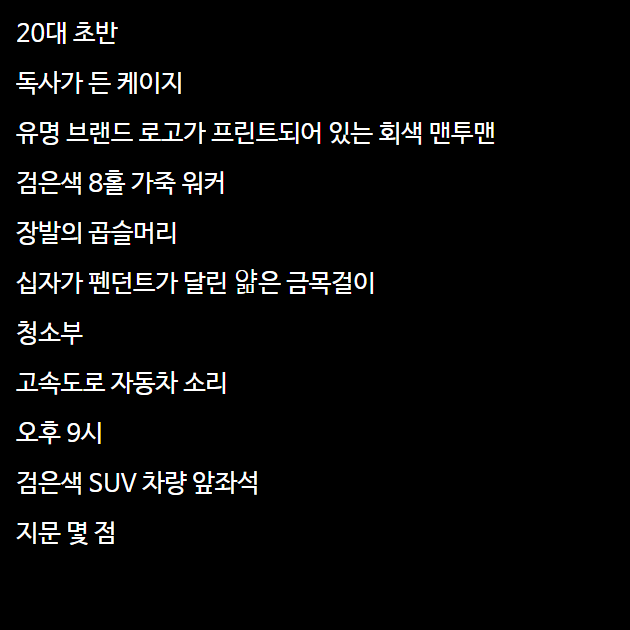 20대 초반
독사가 든 케이지
유명 브랜드 로고가 프린트되어 있는 회색 맨투맨
검은색 8홀 가죽 워커
장발의 곱슬머리
십자가 펜던트가 달린 얆은 금목걸이
청소부
고속도로 자동차 소리
오후 9시
검은색 SUV 차량 앞좌석
지문 몇 점